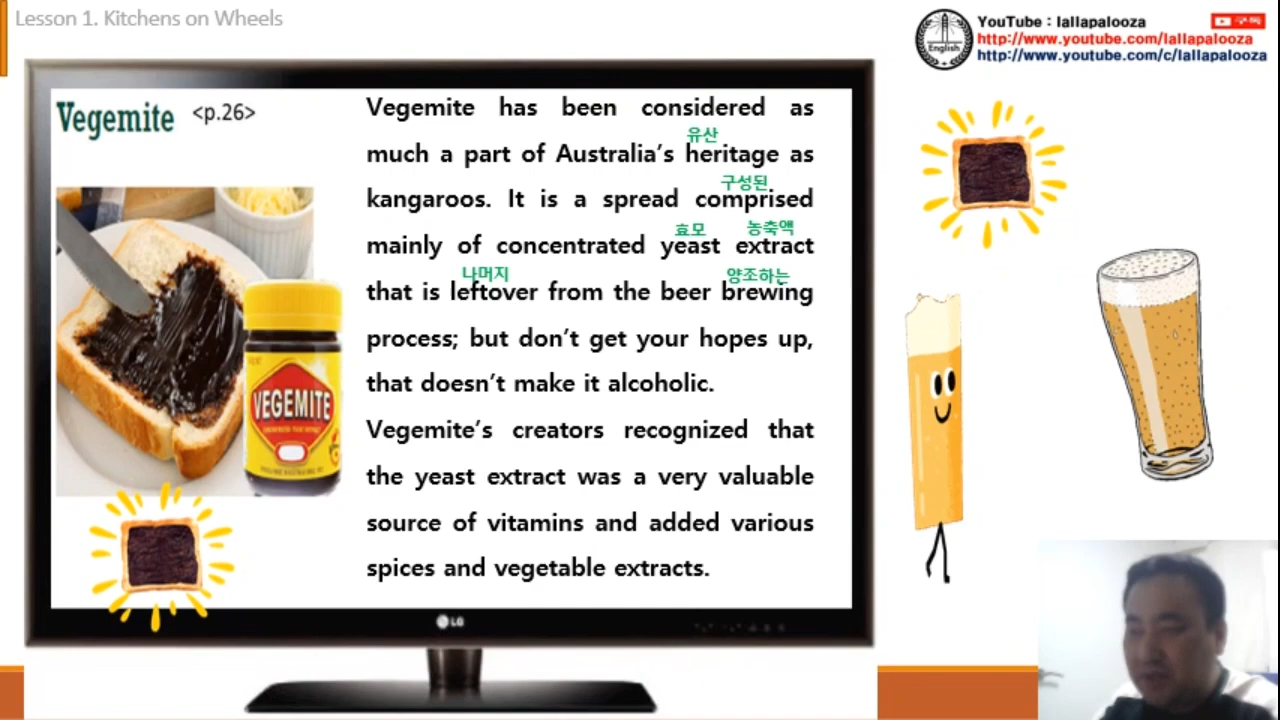 Lesson 1. Kitchens on Wheels
YouTube : lallapalooza
구독
http://www.youtube.com/lallapalooza
http://www.youtube.com/c/lallapalooza
English
Vegemite <p.26>
Vegemite has been considered as
유산
much a part of Australia's heritage as
구성된
kangaroos. It is a spread comprised
효모 농축액
mainly of concentrated yeast extract
나머지 양조하는
that is leftover from the beer brewing
process; but don't get your hopes up,
that doesn't make it alcoholic.
Vegemite's creators recognized that
the yeast extract was a very valuable
source of vitamins and added various
spices and vegetable extracts.
VEGEMITE
LG